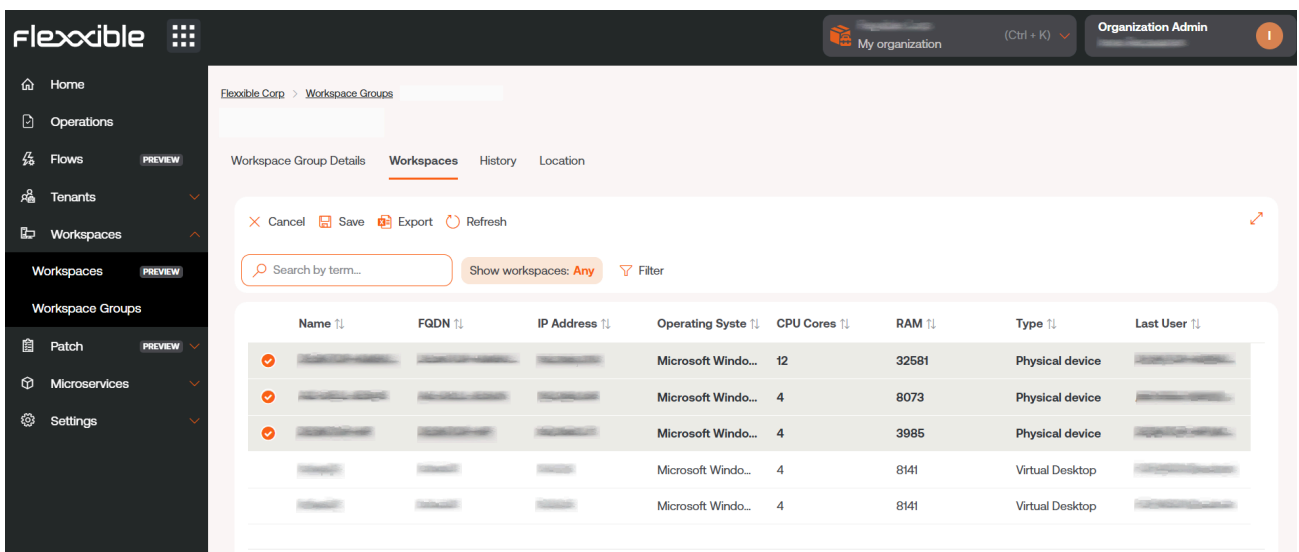 Flexxible
My organization
(Ctrl + K)
Organization Admin
I
Home
Operations
Flows PREVIEW
Tenants
Workspaces
Workspaces PREVIEW
Workspace Groups
Patch PREVIEW
Microservices
Settings
Flexxible Corp > Workspace Groups
Workspace Group Details Workspaces History Location
Cancel Save Export Refresh
Search by term... Show workspaces: Any Filter
Name FQDN IP Address Operating Syste CPU Cores RAM Type Last User
Microsoft Windo... 12 32581 Physical device
Microsoft Windo... 4 8073 Physical device
Microsoft Windo... 4 3985 Physical device
Microsoft Windo... 4 8141 Virtual Desktop
Microsoft Windo... 4 8141 Virtual Desktop